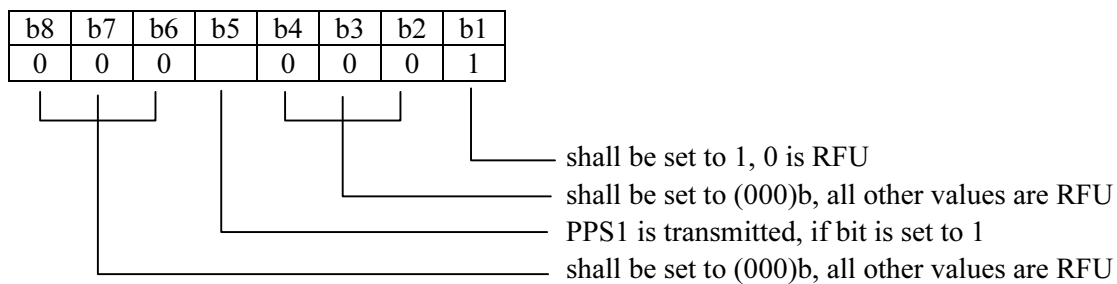 b8 b7 b6 b5 b4 b3 b2 b1
0 0 0 0 0 0 1
shall be set to 1, 0 is RFU
shall be set to (000)b, all other values are RFU
PPS1 is transmitted, if bit is set to 1
shall be set to (000)b, all other values are RFU